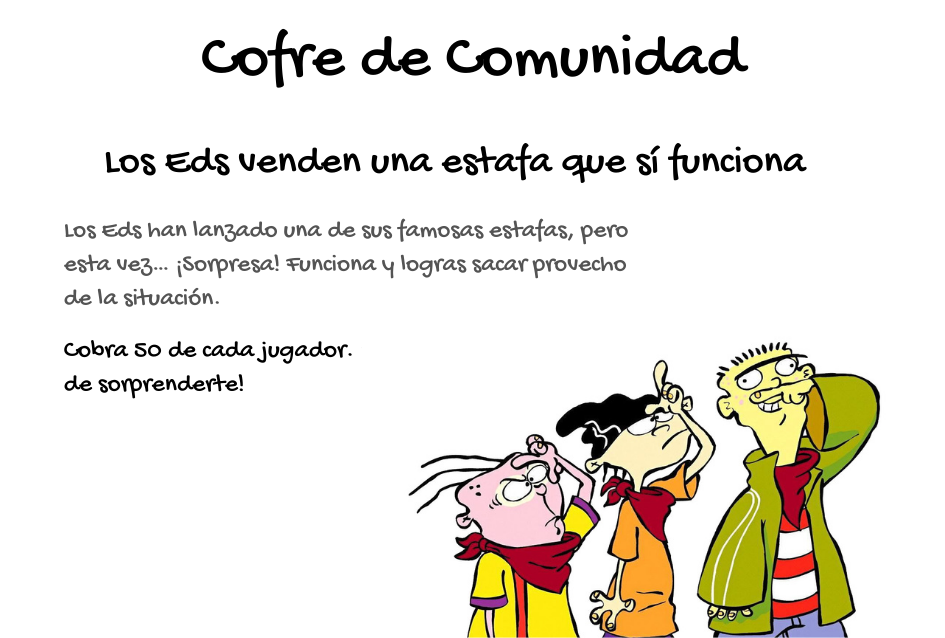 Cofre de Comunidad
Los Eds venden una estafa que sí funciona
Los Eds han lanzado una de sus famosas estafas, pero
esta vez... ¡Sorpresa! Funciona y logras sacar provecho
de la situación.
Cobra 50 de cada jugador.
de sorprenderte!